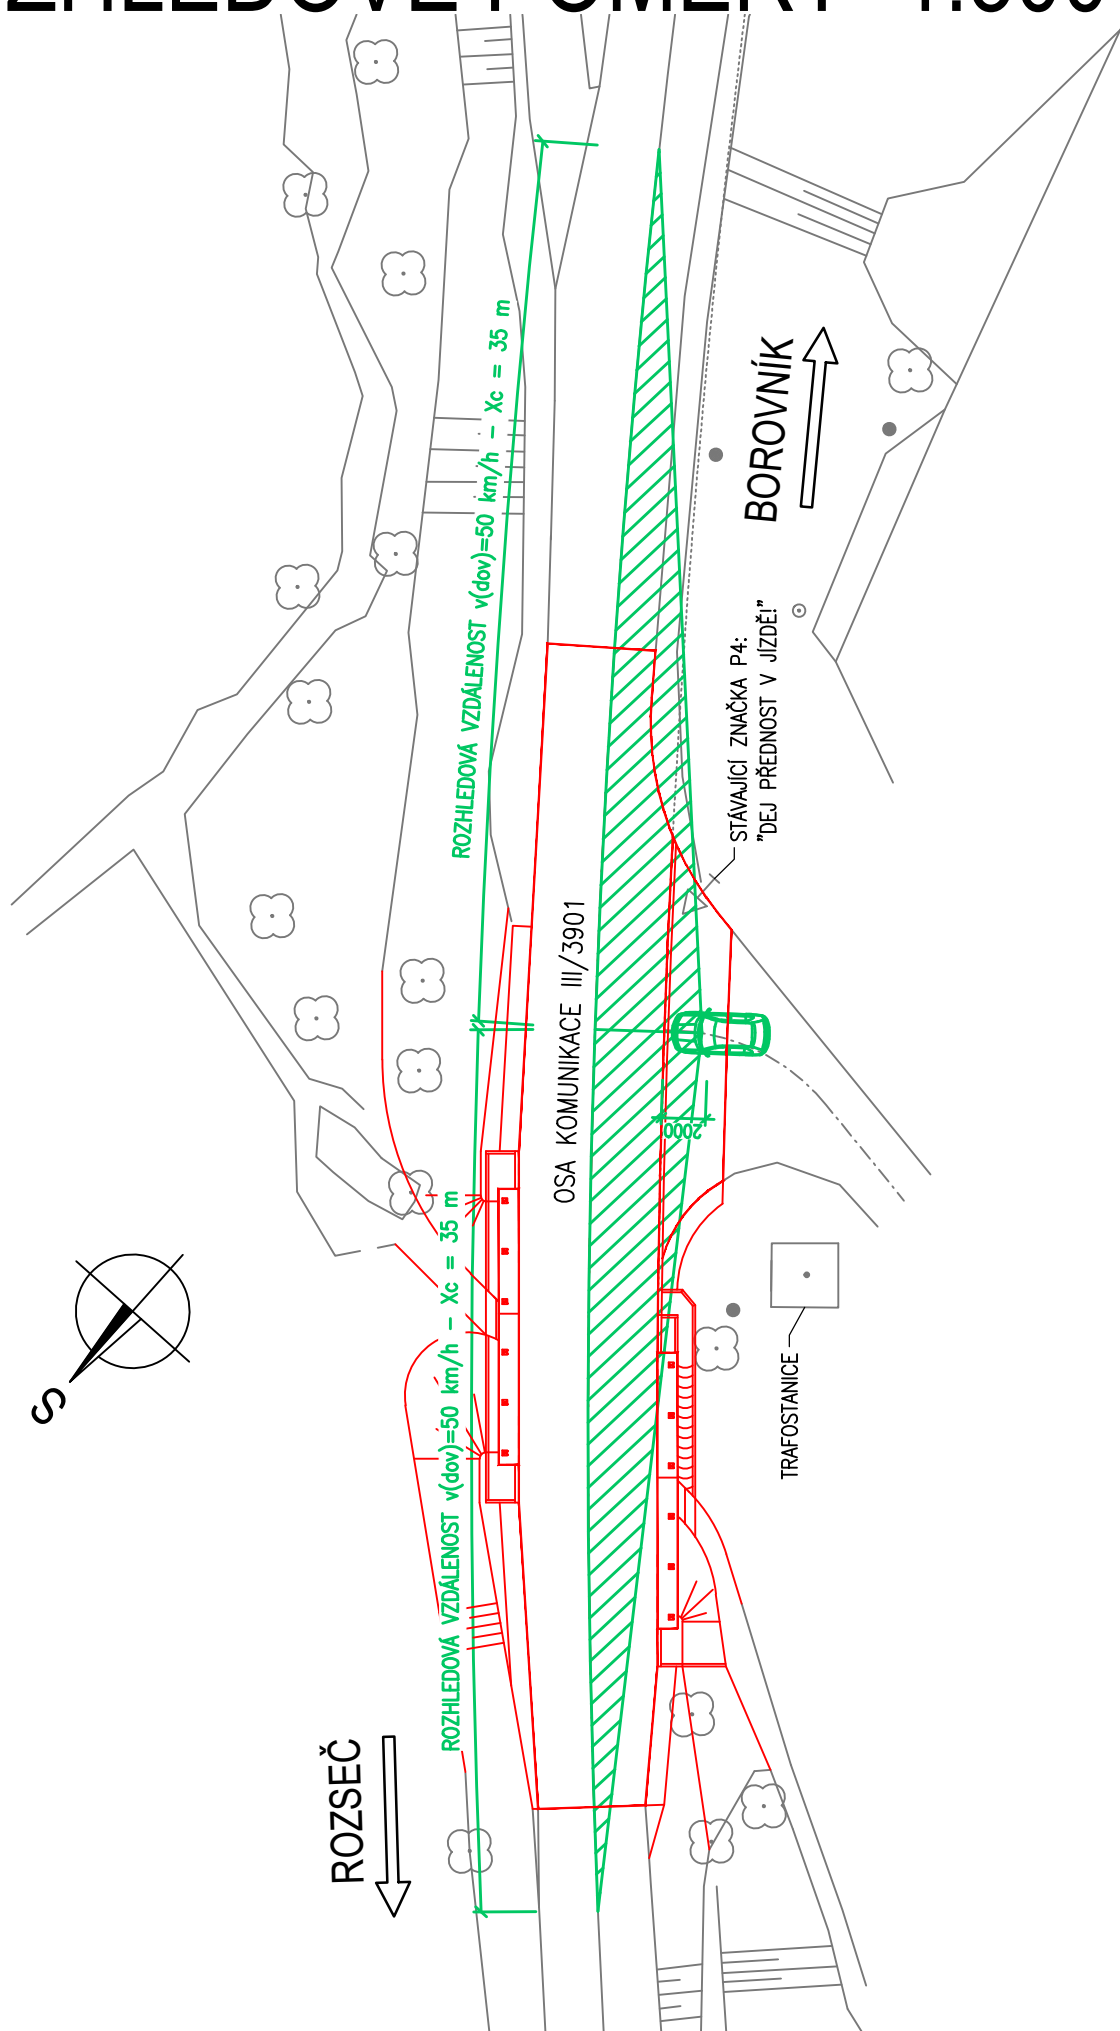 ROZHLEDOVÁ VZDÁLENOST v(dov)=50 km/h - Xc = 35 m
BOROVNÍK
STÁVAJÍCÍ ZNAČKA P4:
"DEJ PŘEDNOST V JÍZDĚ!"
OSA KOMUNIKACE III/3901
2000
ROZHLEDOVÁ VZDÁLENOST v(dov)=50 km/h - Xc = 35 m
S
TRAFOSTANICE
ROZSEČ